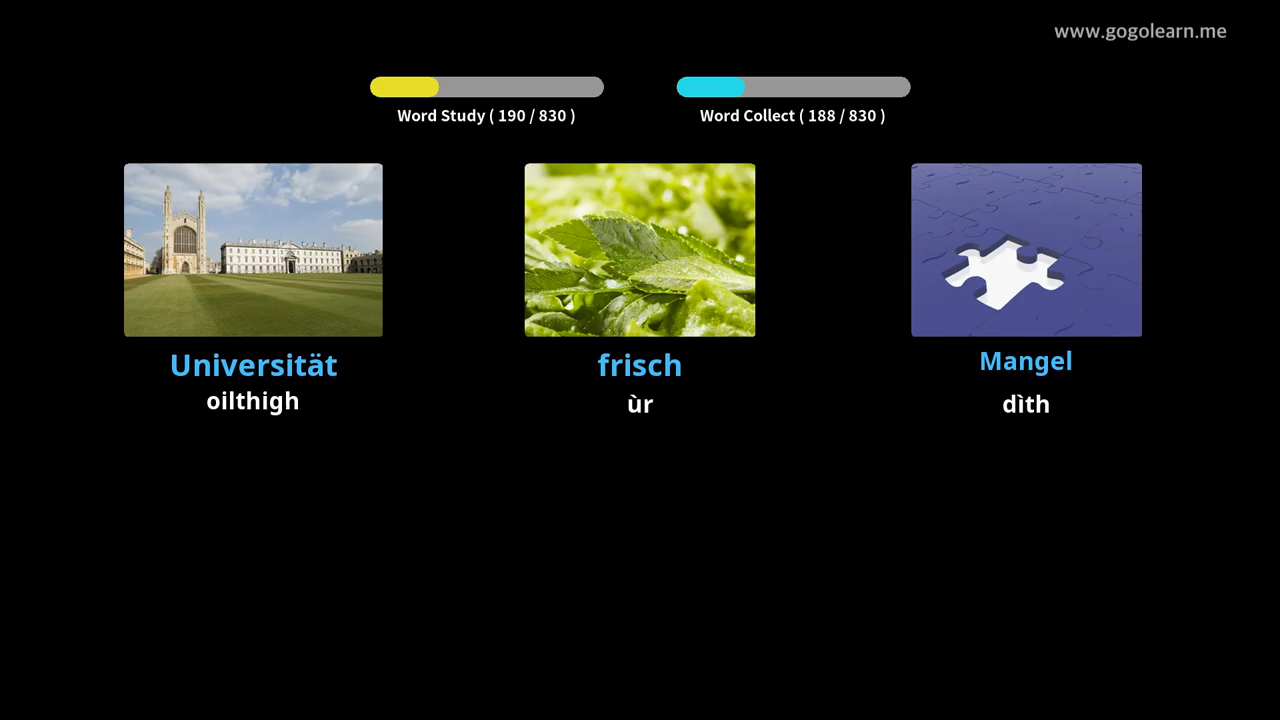 www.gogolearn.me
Word Study ( 190 / 830 )
Word Collect ( 188 / 830 )
Universität
oilthigh
frisch
ùr
Mangel
dìth